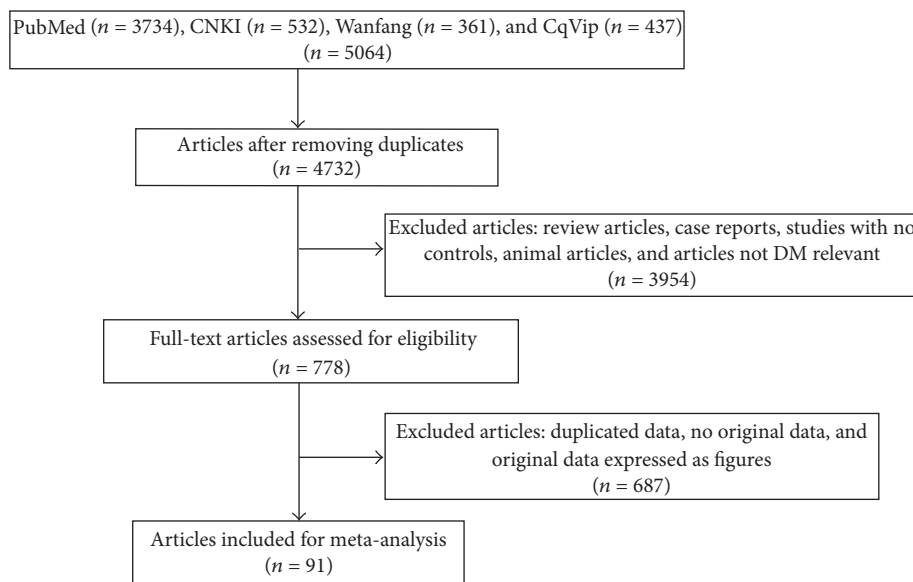 PubMed (n = 3734), CNKI (n = 532), Wanfang (n = 361), and CqVip (n = 437)
(n = 5064)
Articles after removing duplicates
(n = 4732)
Excluded articles: review articles, case reports, studies with no
controls, animal articles, and articles not DM relevant
(n = 3954)
Full-text articles assessed for eligibility
(n = 778)
Excluded articles: duplicated data, no original data, and
original data expressed as figures
(n = 687)
Articles included for meta-analysis
(n = 91)